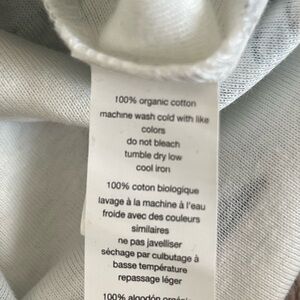 100% organic cotton
machine wash cold with like
colors
do not bleach
tumble dry low
cool iron
100% coton biologique
lavage à la machine à l'eau
froide avec des couleurs
similaires
ne pas javelliser
séchage par culbutage à
basse température
repassage léger
100% algodón orgánico